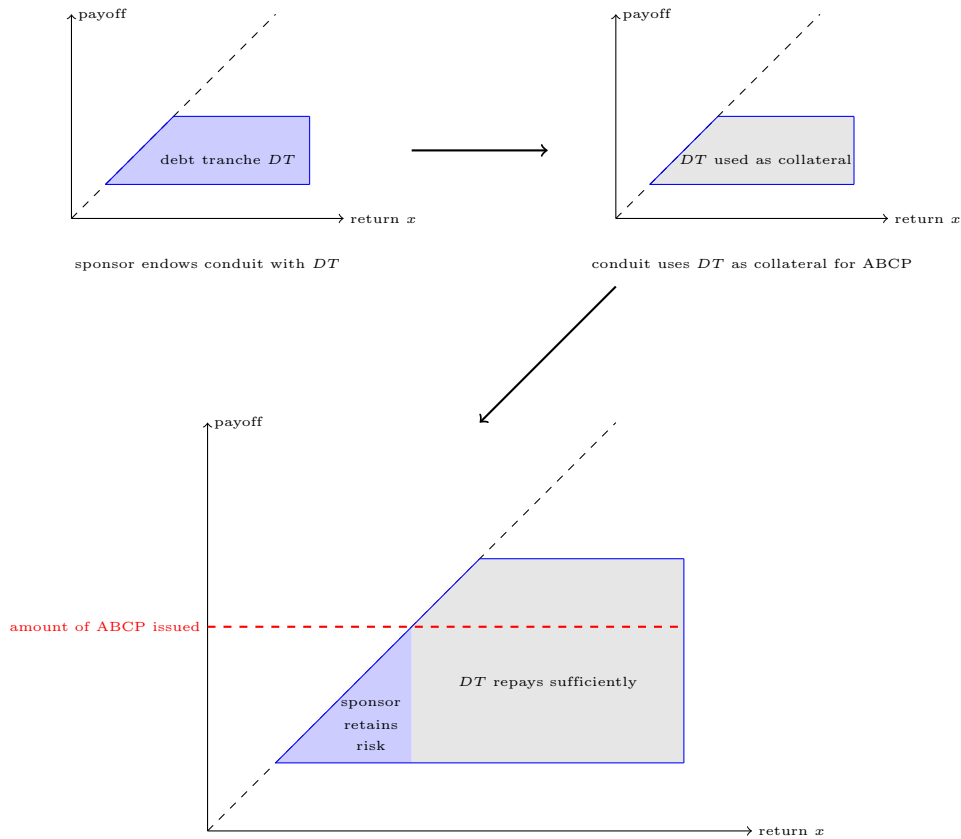 payoff
debt tranche DT
return x
sponsor endows conduit with DT
payoff
DT used as collateral
return x
conduit uses DT as collateral for ABCP
payoff
amount of ABCP issued
DT repays sufficiently
sponsor
retains
risk
return x